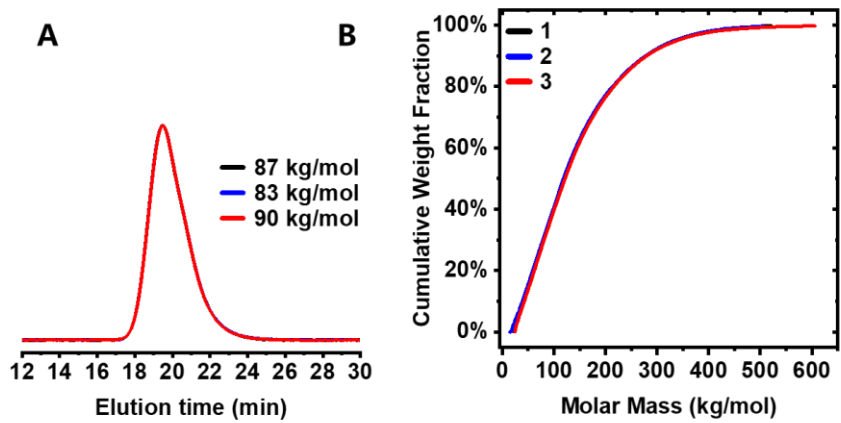 A
87 kg/mol
83 kg/mol
90 kg/mol
12 14 16 18 20 22 24 26 28 30
Elution time (min)
B
1
2
3
100%
80%
60%
40%
20%
0%
Cumulative Weight Fraction
0 100 200 300 400 500 600
Molar Mass (kg/mol)